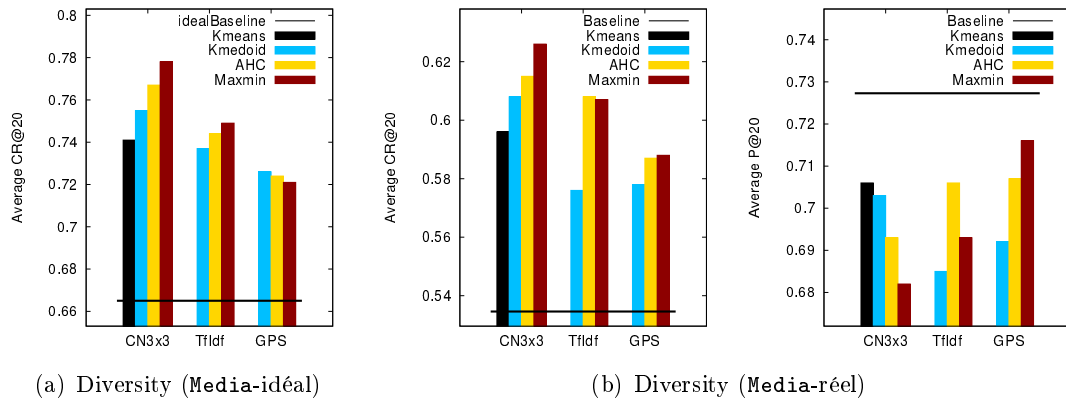 0.8
0.78
0.76
0.74
0.72
0.7
0.68
0.66
Average CR@20
idealBaseline
Kmeans
Kmedoid
AHC
Maxmin
CN3x3
TfIdf
GPS
(a) Diversity (Media-idéal)
0.62
0.6
0.58
0.56
0.54
Average CR@20
Baseline
Kmeans
Kmedoid
AHC
Maxmin
CN3x3
TfIdf
GPS
0.74
0.73
0.72
0.71
0.7
0.69
0.68
Average P@20
Baseline
Kmeans
Kmedoid
AHC
Maxmin
CN3x3
TfIdf
GPS
(b) Diversity (Media-réel)